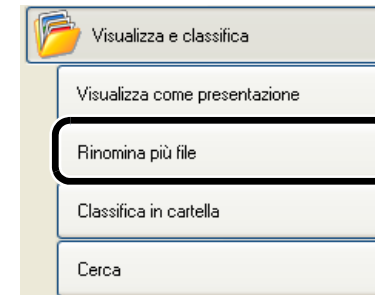 Visualizza e classifica
Visualizza come presentazione
Rinomina più file
Classifica in cartella
Cerca